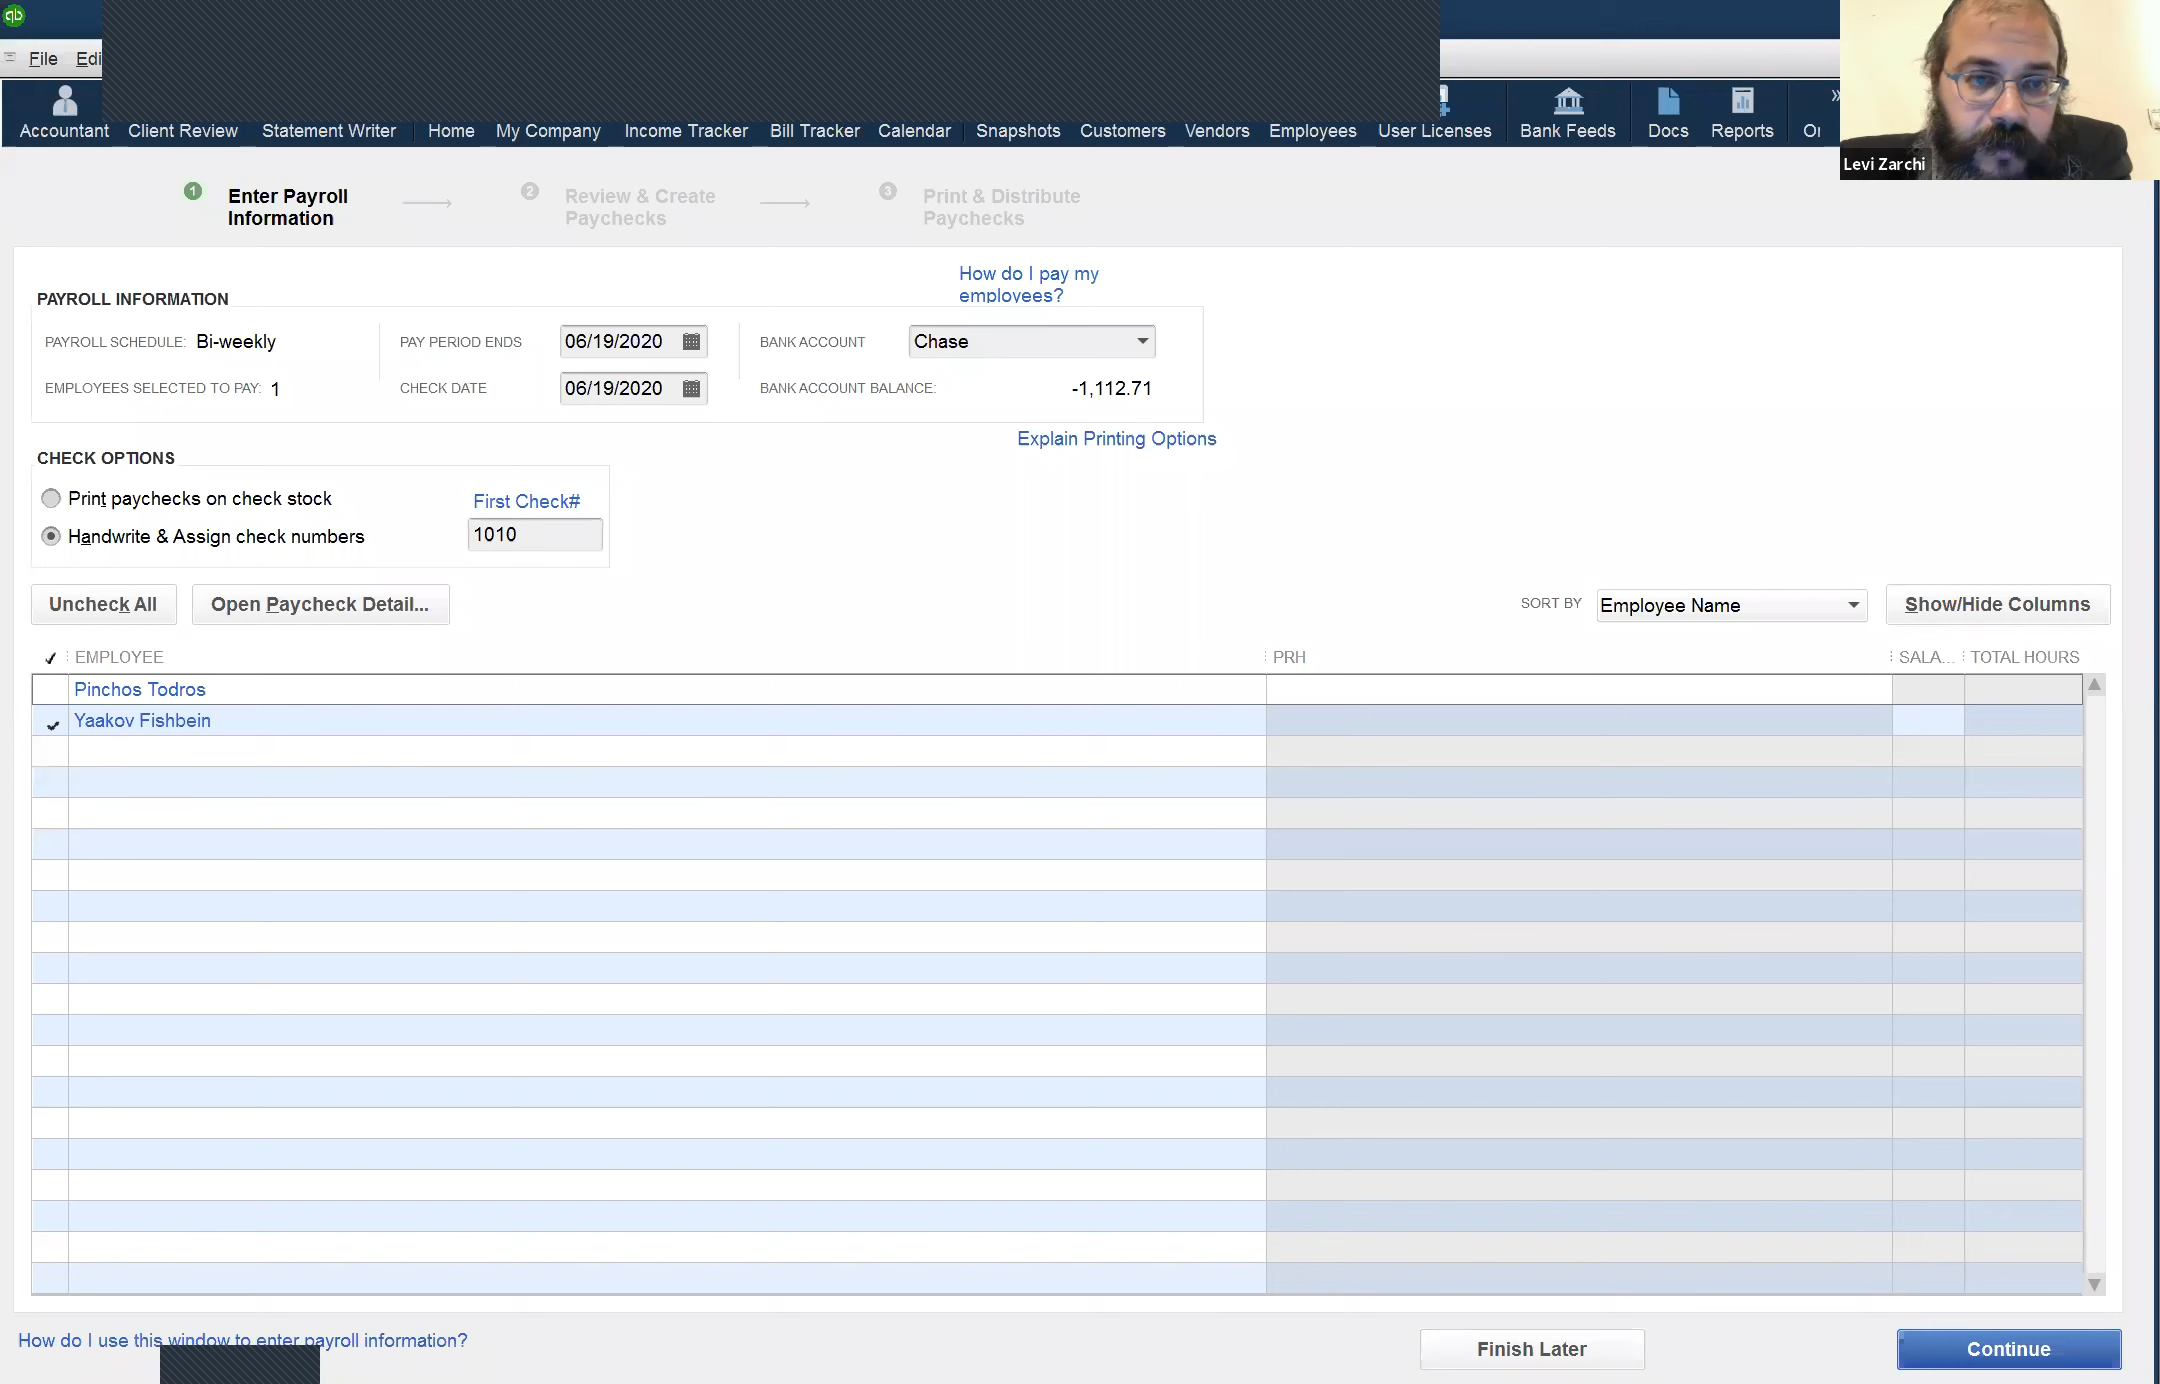 qb
File Edi
Accountant Client Review Statement Writer Home My Company Income Tracker Bill Tracker Calendar Snapshots Customers Vendors Employees User Licenses Bank Feeds Docs Reports
Levi Zarchi
1 Enter Payroll
Information
2 Review & Create
Paychecks
3 Print & Distribute
Paychecks
How do I pay my
employees?
PAYROLL INFORMATION
PAYROLL SCHEDULE: Bi-weekly PAY PERIOD ENDS 06/19/2020 BANK ACCOUNT Chase
EMPLOYEES SELECTED TO PAY: 1 CHECK DATE 06/19/2020 BANK ACCOUNT BALANCE: -1,112.71
Explain Printing Options
CHECK OPTIONS
Print paychecks on check stock First Check#
Handwrite & Assign check numbers 1010
Uncheck All Open Paycheck Detail... SORT BY Employee Name Show/Hide Columns
EMPLOYEE PRH SALA... TOTAL HOURS
Pinchos Todros
Yaakov Fishbein
How do I use this window to enter payroll information?
Finish Later Continue